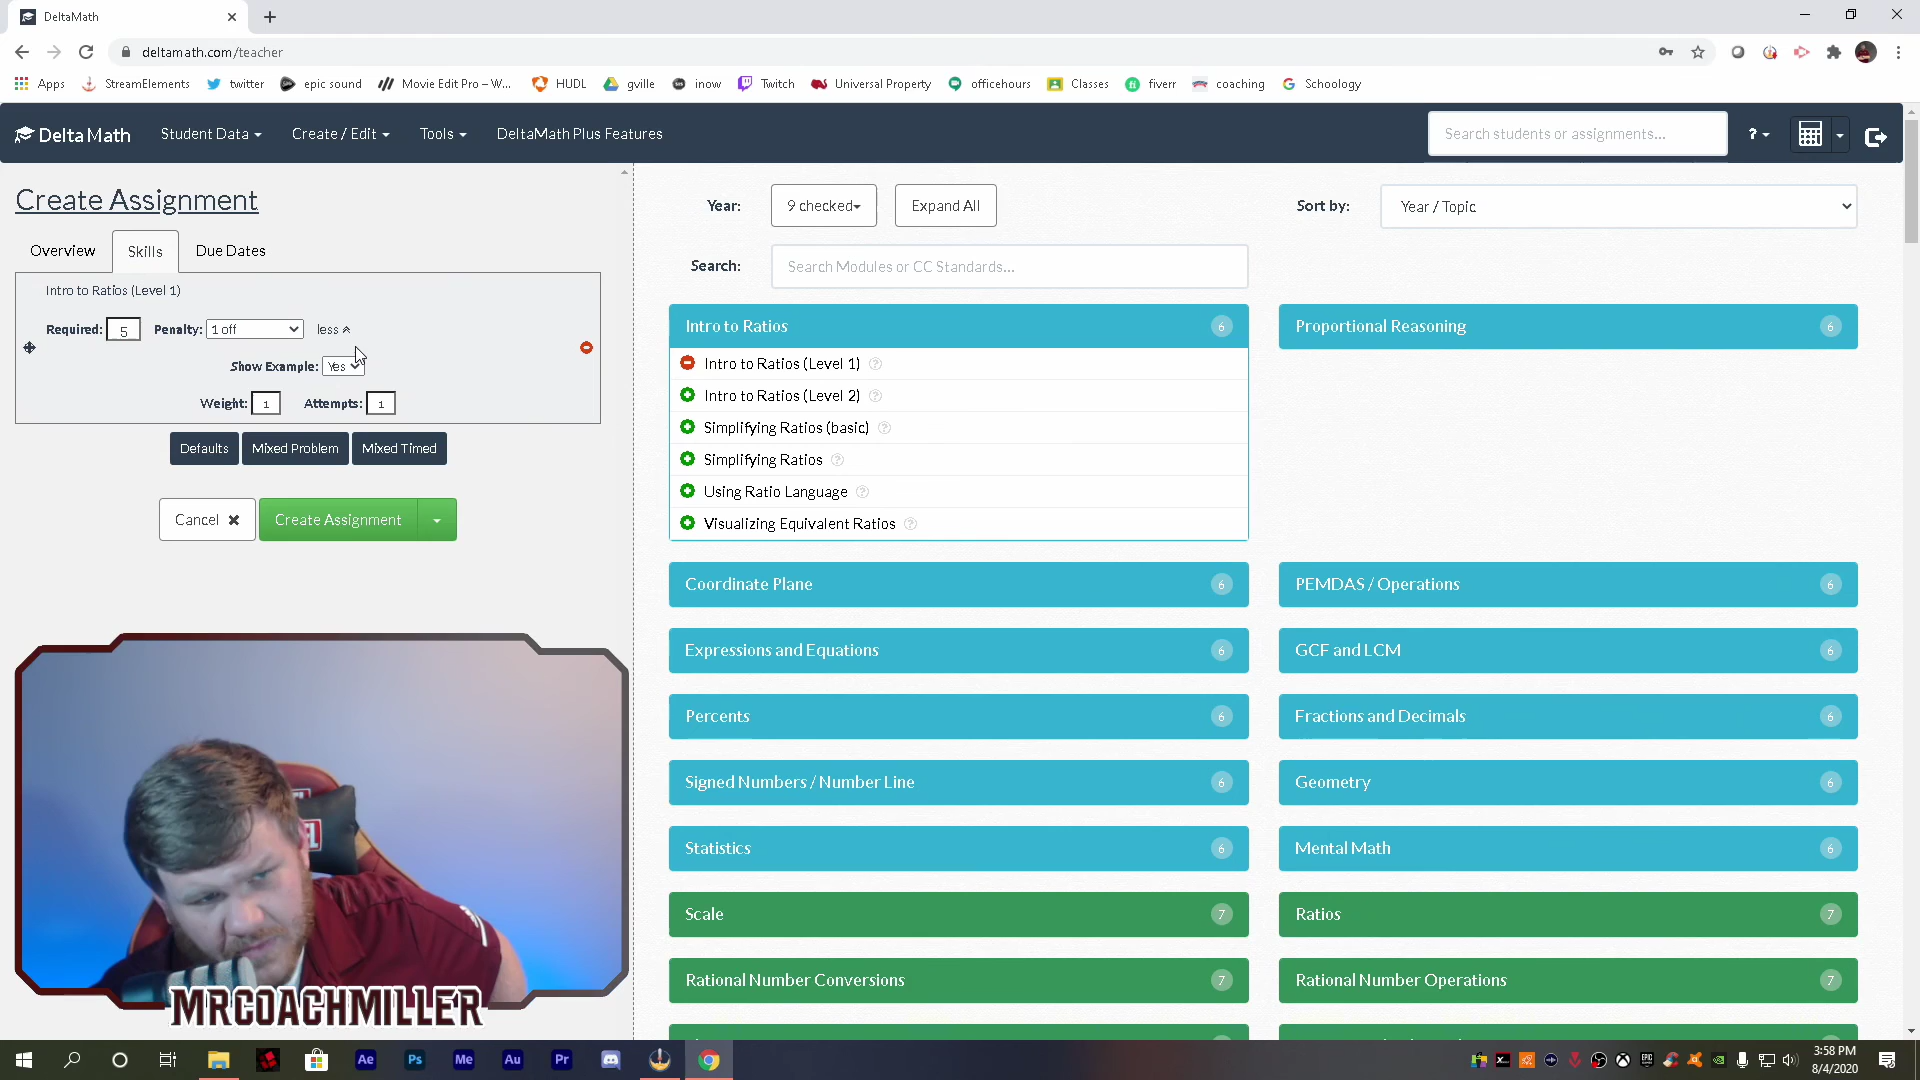 DeltaMath
deltamath.com/teacher
Apps StreamElements twitter epic sound Movie Edit Pro – W... HUDL gville inow Twitch Universal Property officehours Classes fiverr coaching Schoology
Delta Math Student Data Create / Edit Tools DeltaMath Plus Features Search students or assignments... ?
Create Assignment
Overview Skills Due Dates
Intro to Ratios (Level 1)
Required: 5 Penalty: 1 off less
Show Example: Yes
Weight: 1 Attempts: 1
Defaults Mixed Problem Mixed Timed
Cancel Create Assignment
MRCOACHMILLER
Year: 9 checked Expand All Sort by: Year / Topic
Search: Search Modules or CC Standards...
Intro to Ratios 6
Intro to Ratios (Level 1) ?
Intro to Ratios (Level 2) ?
Simplifying Ratios (basic) ?
Simplifying Ratios ?
Using Ratio Language ?
Visualizing Equivalent Ratios ?
Proportional Reasoning 6
Coordinate Plane 6 PEMDAS / Operations 6
Expressions and Equations 6 GCF and LCM 6
Percents 6 Fractions and Decimals 6
Signed Numbers / Number Line 6 Geometry 6
Statistics 6 Mental Math 6
Scale 7 Ratios 7
Rational Number Conversions 7 Rational Number Operations 7
Ae Ps Me Au Pr
3:58 PM
8/4/2020